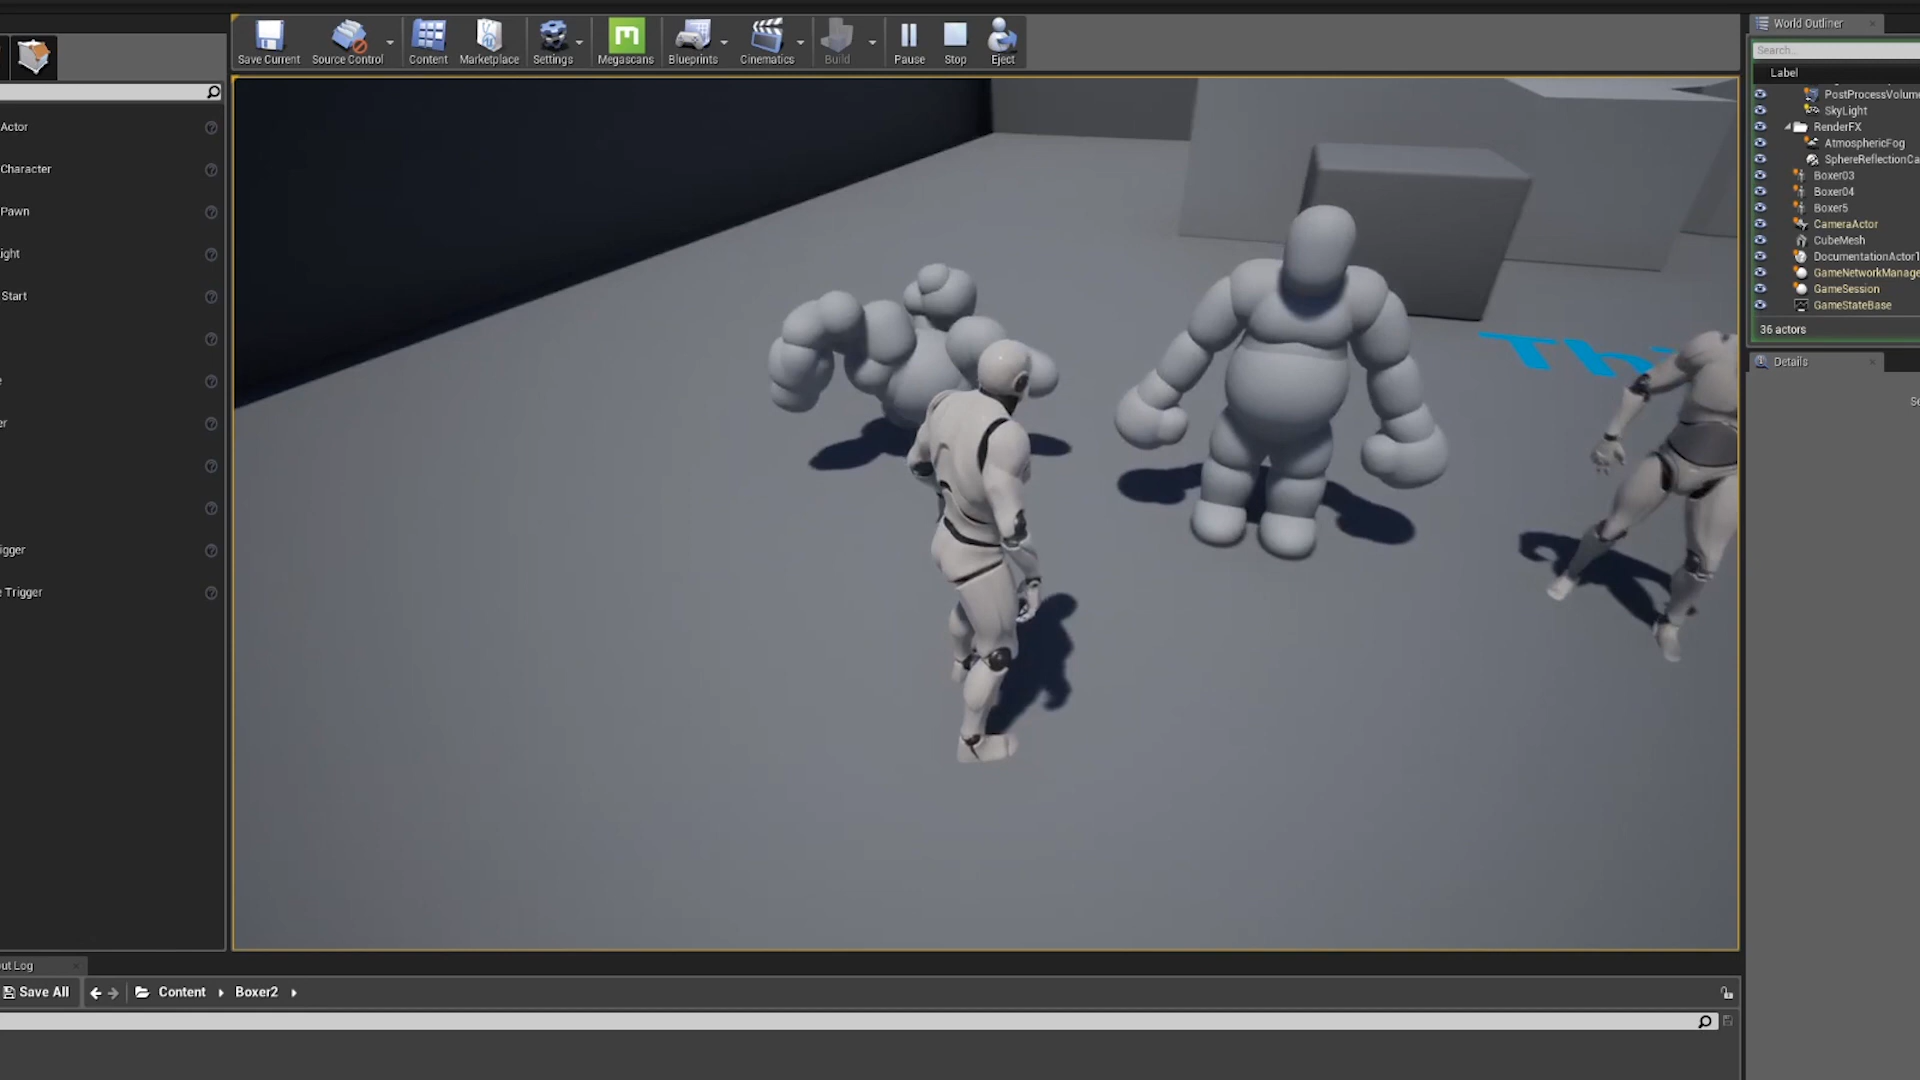 Save Current Source Control Content Marketplace Settings Megascans Blueprints Cinematics Build Pause Stop Eject
World Outliner
Search...
Label
PostProcessVolume
SkyLight
RenderFX
AtmosphericFog
SphereReflectionCa
Boxer03
Boxer04
Boxer5
CameraActor
CubeMesh
DocumentationActor1
GameNetworkManage
GameSession
GameStateBase
36 actors
Details
Actor
Character
Pawn
ight
Start
er
igger
e Trigger
Thi
ut Log
Save All Content Boxer2